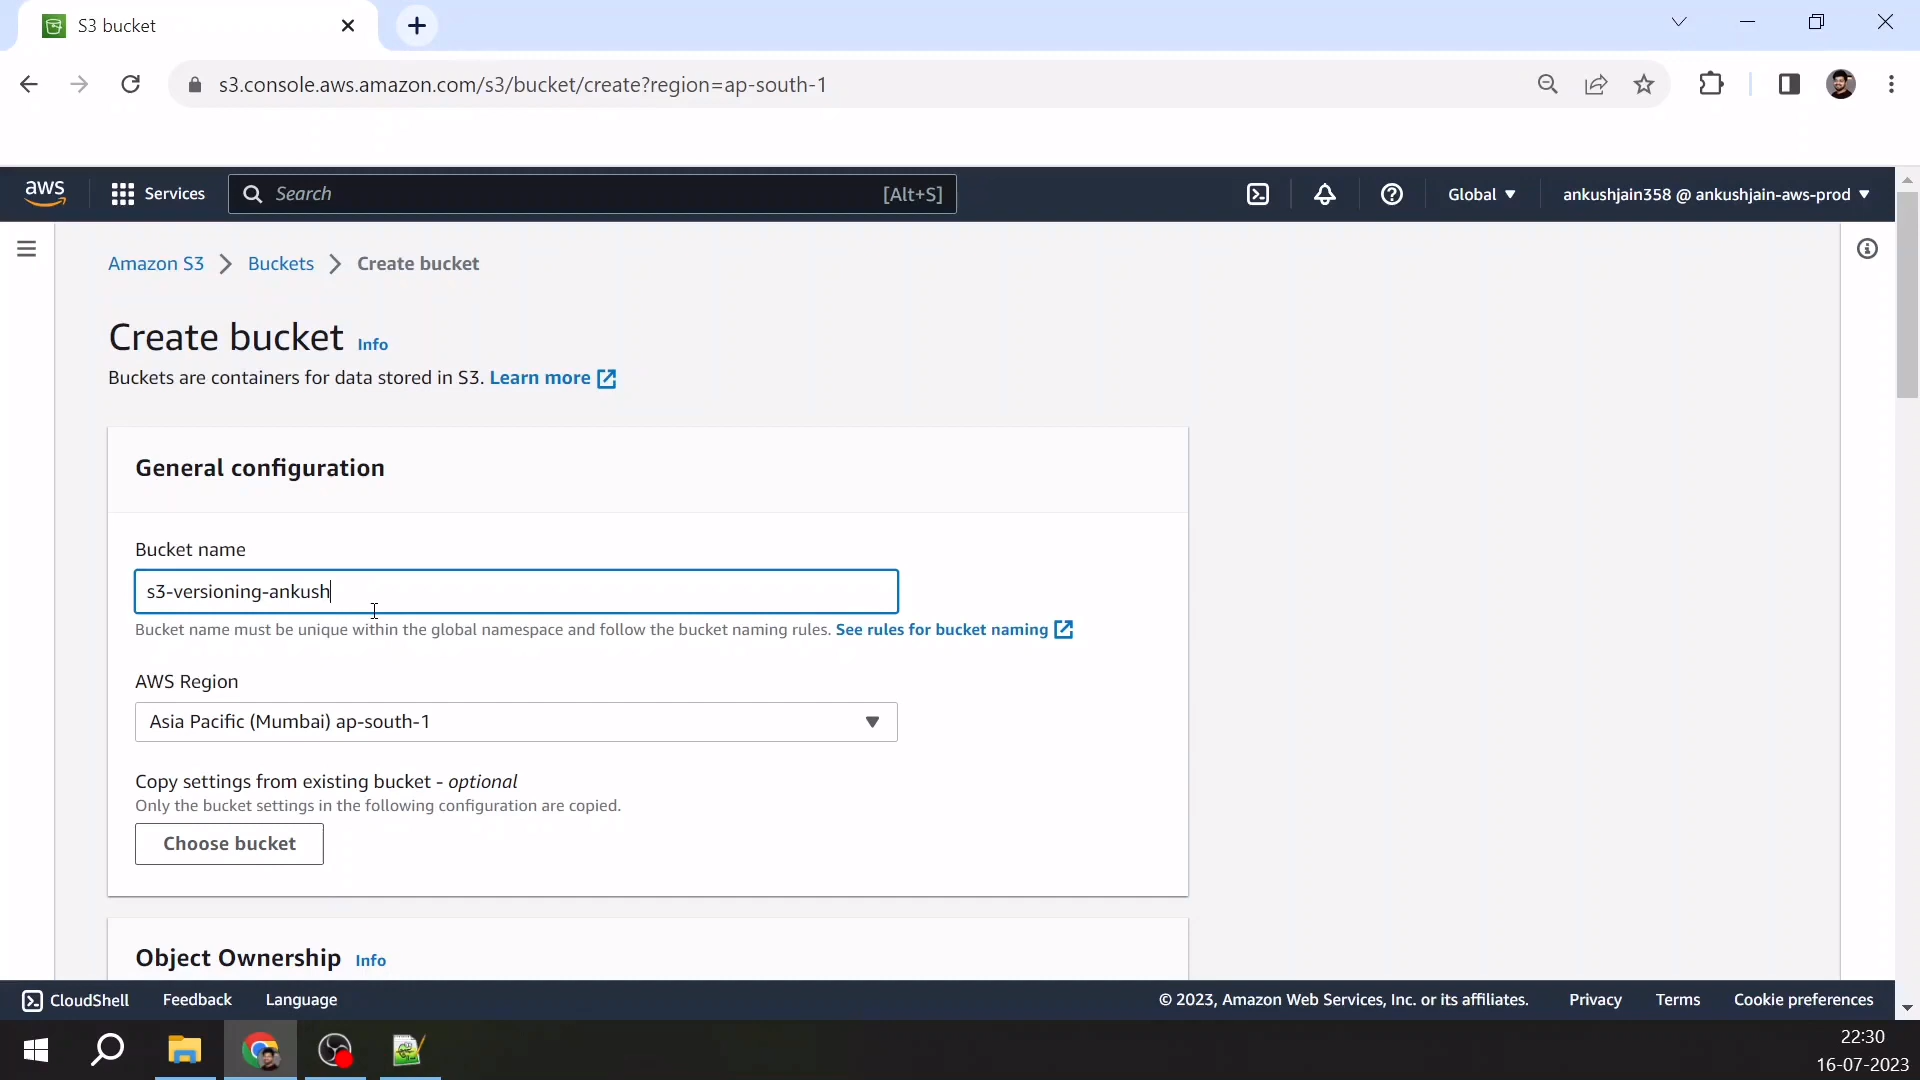 S3 bucket
s3.console.aws.amazon.com/s3/bucket/create?region=ap-south-1
aws
Services
Search
[Alt+S]
Global
ankushjain358 @ ankushjain-aws-prod
Amazon S3 > Buckets > Create bucket
Create bucket Info
Buckets are containers for data stored in S3. Learn more
General configuration
Bucket name
s3-versioning-ankush
Bucket name must be unique within the global namespace and follow the bucket naming rules. See rules for bucket naming
AWS Region
Asia Pacific (Mumbai) ap-south-1
Copy settings from existing bucket - optional
Only the bucket settings in the following configuration are copied.
Choose bucket
Object Ownership Info
CloudShell Feedback Language © 2023, Amazon Web Services, Inc. or its affiliates. Privacy Terms Cookie preferences
22:30
16-07-2023